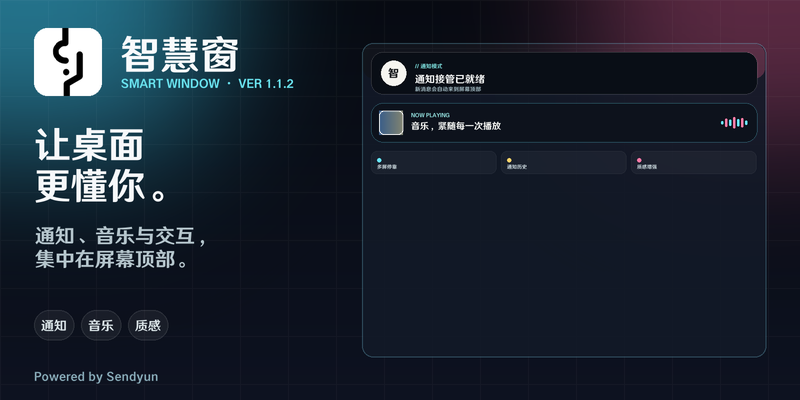 智慧窗
SMART WINDOW · VER 1.1.2
让桌面
更懂你。
通知、音乐与交互，
集中在屏幕顶部。
通知 音乐 质感
Powered by Sendyun
智
// 通知模式
通知接管已就绪
新消息会自动来到屏幕顶部
NOW PLAYING
音乐，紧随每一次播放
多屏停靠
通知历史
质感增强